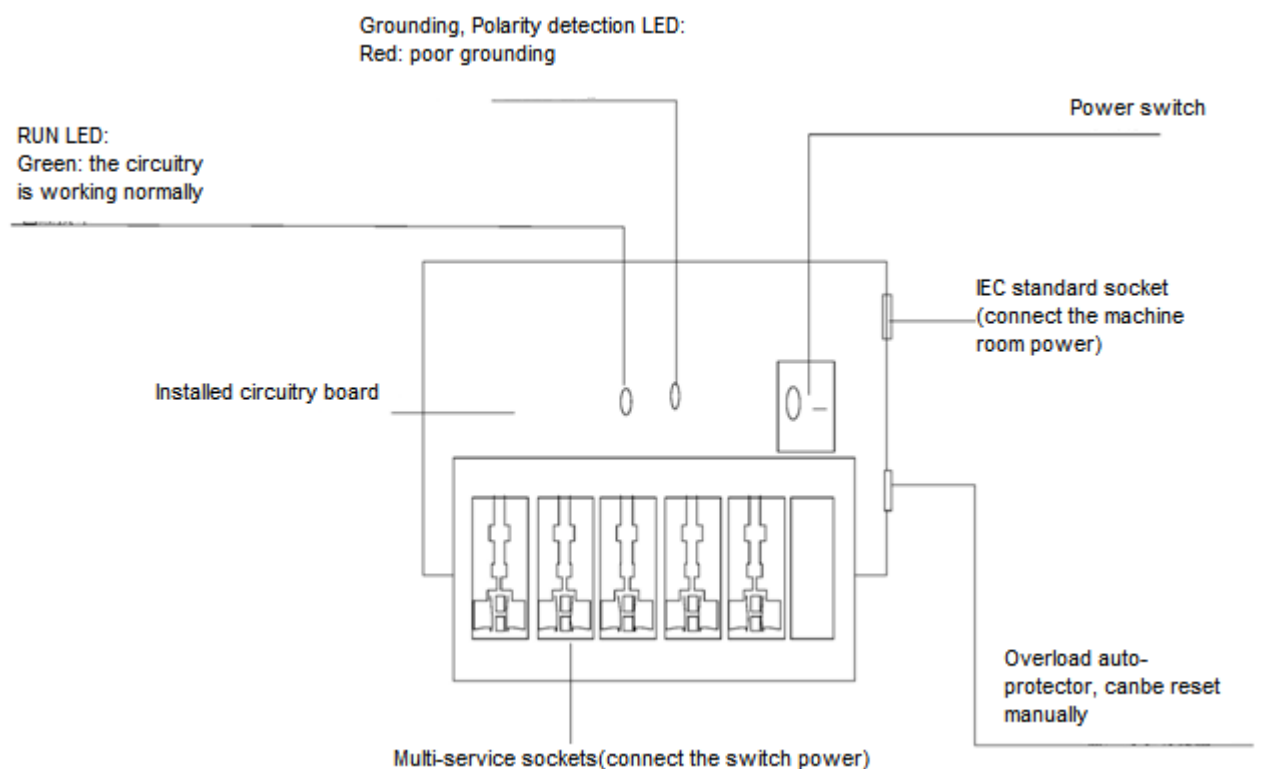 Grounding, Polarity detection LED:
Red: poor grounding
Power switch
RUN LED:
Green: the circuitry
is working normally
IEC standard socket
(connect the machine
room power)
Installed circuitry board
Overload auto-
protector, canbe reset
manually
Multi-service sockets(connect the switch power)